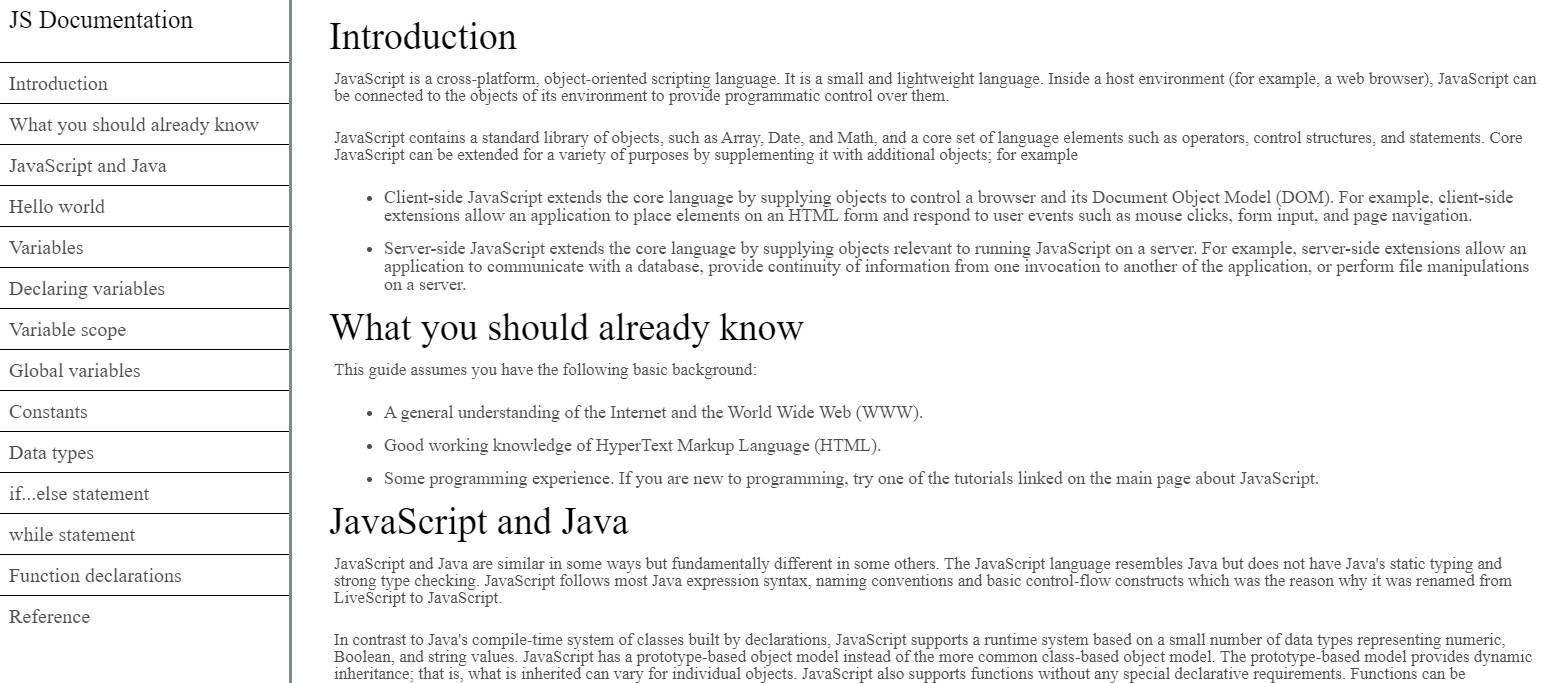 JS Documentation
Introduction
What you should already know
JavaScript and Java
Hello world
Variables
Declaring variables
Variable scope
Global variables
Constants
Data types
if...else statement
while statement
Function declarations
Reference
Introduction
JavaScript is a cross-platform, object-oriented scripting language. It is a small and lightweight language. Inside a host environment (for example, a web browser), JavaScript can
be connected to the objects of its environment to provide programmatic control over them.
JavaScript contains a standard library of objects, such as Array, Date, and Math, and a core set of language elements such as operators, control structures, and statements. Core
JavaScript can be extended for a variety of purposes by supplementing it with additional objects; for example
• Client-side JavaScript extends the core language by supplying objects to control a browser and its Document Object Model (DOM). For example, client-side
extensions allow an application to place elements on an HTML form and respond to user events such as mouse clicks, form input, and page navigation.
• Server-side JavaScript extends the core language by supplying objects relevant to running JavaScript on a server. For example, server-side extensions allow an
application to communicate with a database, provide continuity of information from one invocation to another of the application, or perform file manipulations
on a server.
What you should already know
This guide assumes you have the following basic background:
• A general understanding of the Internet and the World Wide Web (WWW).
• Good working knowledge of HyperText Markup Language (HTML).
• Some programming experience. If you are new to programming, try one of the tutorials linked on the main page about JavaScript.
JavaScript and Java
JavaScript and Java are similar in some ways but fundamentally different in some others. The JavaScript language resembles Java but does not have Java's static typing and
strong type checking. JavaScript follows most Java expression syntax, naming conventions and basic control-flow constructs which was the reason why it was renamed from
LiveScript to JavaScript.
In contrast to Java's compile-time system of classes built by declarations, JavaScript supports a runtime system based on a small number of data types representing numeric,
Boolean, and string values. JavaScript has a prototype-based object model instead of the more common class-based object model. The prototype-based model provides dynamic
inheritance; that is, what is inherited can vary for individual objects. JavaScript also supports functions without any special declarative requirements. Functions can be